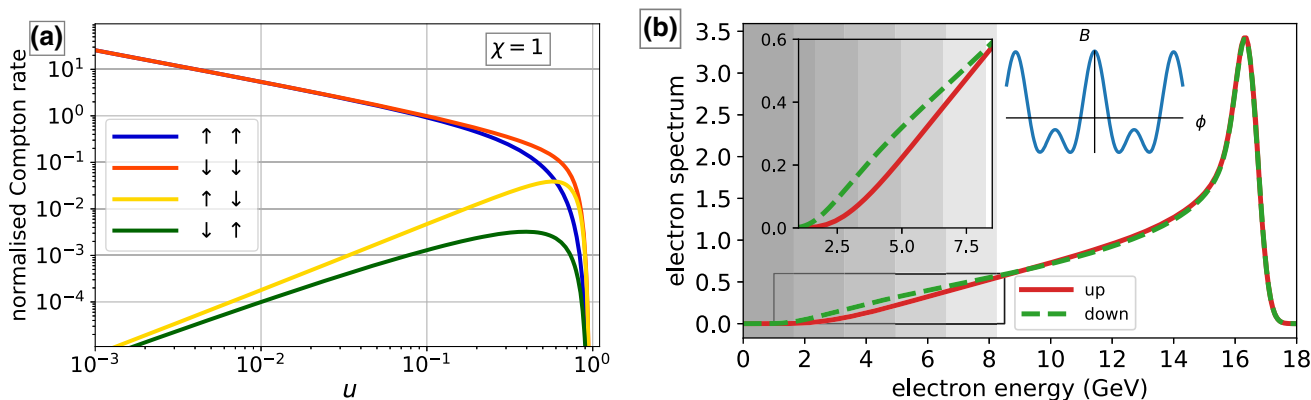 (a)
χ = 1
normalised Compton rate
10¹
10⁰
10⁻¹
10⁻²
10⁻³
10⁻⁴
↑ ↑
↓ ↓
↑ ↓
↓ ↑
10⁻³
10⁻²
10⁻¹
10⁰
u
(b)
electron spectrum
3.5
3.0
2.5
2.0
1.5
1.0
0.5
0.0
0.6
0.4
0.2
0.0
2.5
5.0
7.5
B
ϕ
up
down
0 2 4 6 8 10 12 14 16 18
electron energy (GeV)